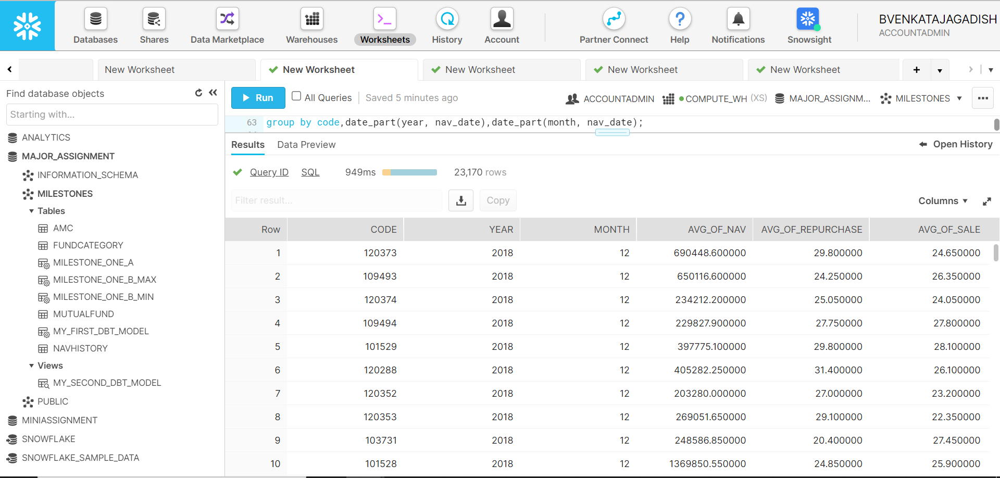 Databases Shares Data Marketplace Warehouses Worksheets History Account Partner Connect Help Notifications Snowsight
BVENKATAJAGADISH
ACCOUNTADMIN
New Worksheet New Worksheet New Worksheet New Worksheet New Worksheet
Find database objects
Starting with...
ANALYTICS
MAJOR_ASSIGNMENT
INFORMATION_SCHEMA
MILESTONES
Tables
AMC
FUNDCATEGORY
MILESTONE_ONE_A
MILESTONE_ONE_B_MAX
MILESTONE_ONE_B_MIN
MUTUALFUND
MY_FIRST_DBT_MODEL
NAVHISTORY
Views
MY_SECOND_DBT_MODEL
PUBLIC
MINIASSIGNMENT
SNOWFLAKE
SNOWFLAKE_SAMPLE_DATA
Run All Queries Saved 5 minutes ago ACCOUNTADMIN COMPUTE_WH (XS) MAJOR_ASSIGNM... MILESTONES
63 group by code,date_part(year, nav_date),date_part(month, nav_date);
Results Data Preview Open History
Query ID SQL 949ms 23,170 rows
Filter result... Copy Columns
Row CODE YEAR MONTH AVG_OF_NAV AVG_OF_REPURCHASE AVG_OF_SALE
1 120373 2018 12 690448.600000 29.800000 24.650000
2 109493 2018 12 650116.600000 24.250000 26.350000
3 120374 2018 12 234212.200000 25.050000 24.050000
4 109494 2018 12 229827.900000 27.750000 27.800000
5 101529 2018 12 397775.100000 29.800000 28.100000
6 120288 2018 12 405282.250000 31.400000 26.100000
7 120352 2018 12 203280.000000 27.000000 23.200000
8 120353 2018 12 269051.650000 29.100000 22.350000
9 103731 2018 12 248586.850000 20.400000 27.450000
10 101528 2018 12 1369850.550000 24.850000 25.900000